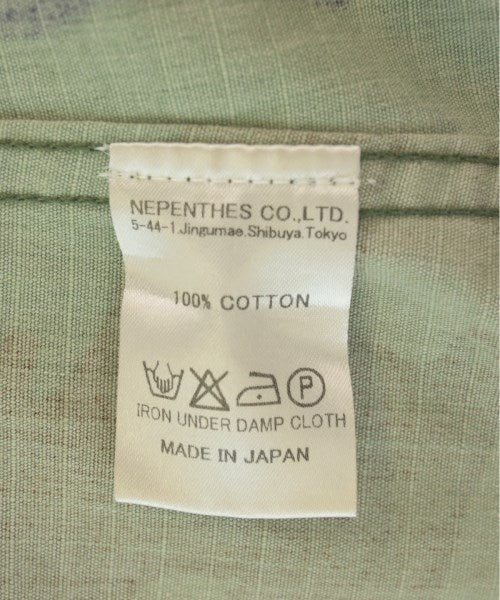 NEPENTHES CO.,LTD.
5-44-1.Jingumae.Shibuya.Tokyo
100% COTTON
P
IRON UNDER DAMP CLOTH
MADE IN JAPAN